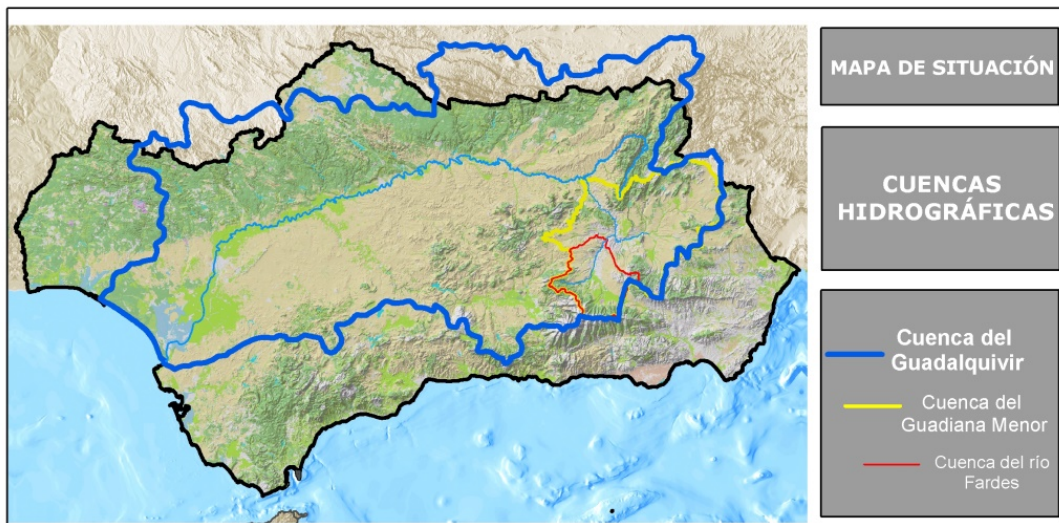 MAPA DE SITUACIÓN
CUENCAS
HIDROGRÁFICAS
Cuenca del
Guadalquivir
Cuenca del
Guadiana Menor
Cuenca del río
Fardes